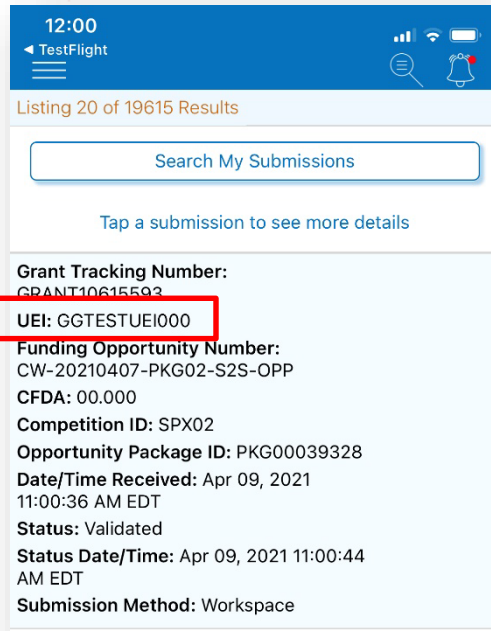 12:00
◀ TestFlight
Listing 20 of 19615 Results
Search My Submissions
Tap a submission to see more details
Grant Tracking Number:
GRANT10615593
UEI: GGTESTUEI000
Funding Opportunity Number:
CW-20210407-PKG02-S2S-OPP
CFDA: 00.000
Competition ID: SPX02
Opportunity Package ID: PKG00039328
Date/Time Received: Apr 09, 2021
11:00:36 AM EDT
Status: Validated
Status Date/Time: Apr 09, 2021 11:00:44
AM EDT
Submission Method: Workspace